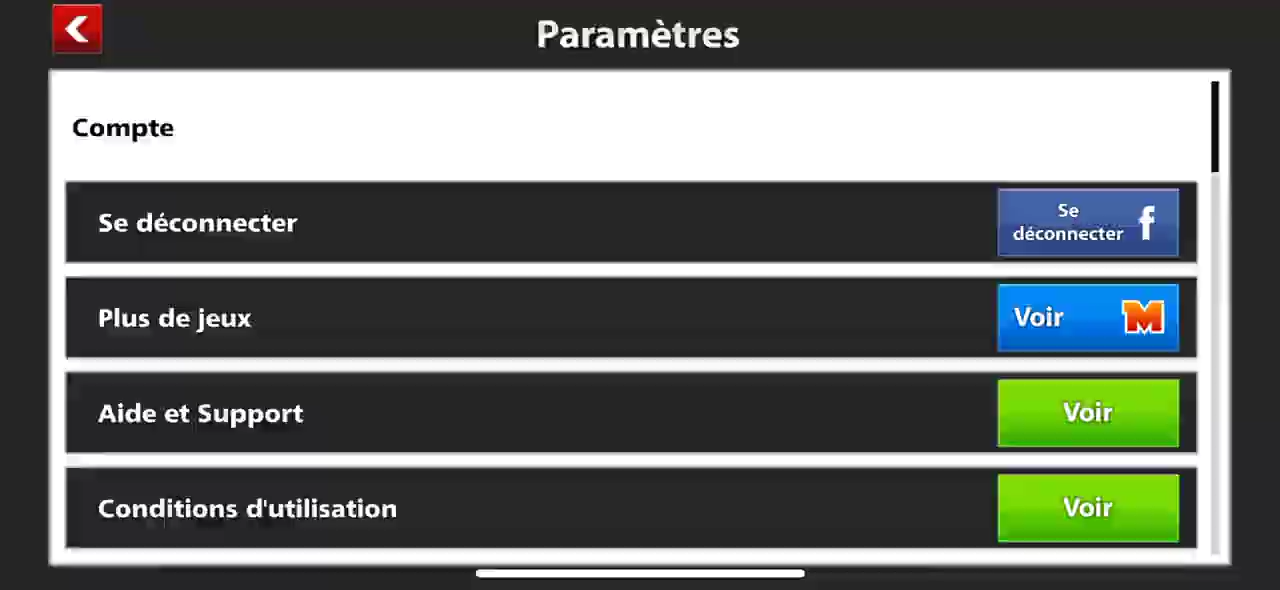 Paramètres
Compte
Se déconnecter
Se
déconnecter f
Plus de jeux
Voir M
Aide et Support
Voir
Conditions d'utilisation
Voir